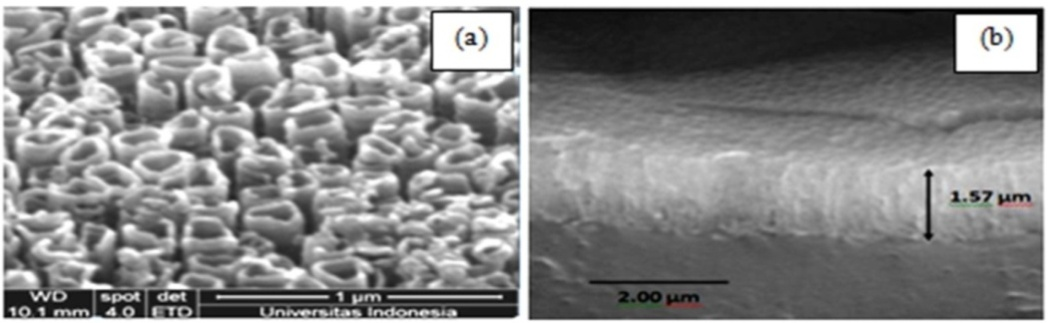 (a)
WD spot det 1 µm
10.1 mm 4.0 ETD Universitas Indonesia
(b)
1.57 µm
2.00 µm